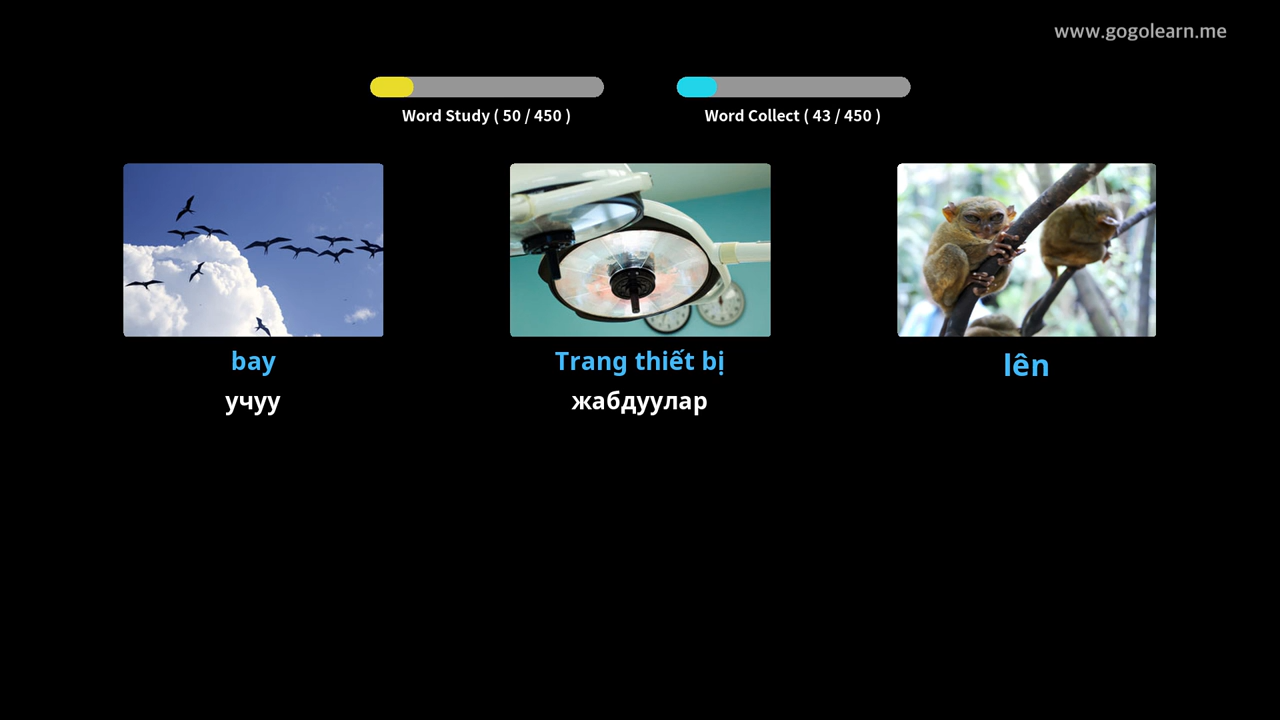 www.gogolearn.me
Word Study ( 50 / 450 )
Word Collect ( 43 / 450 )
bay
Trang thiết bị
lên
учуу
жабдуулар